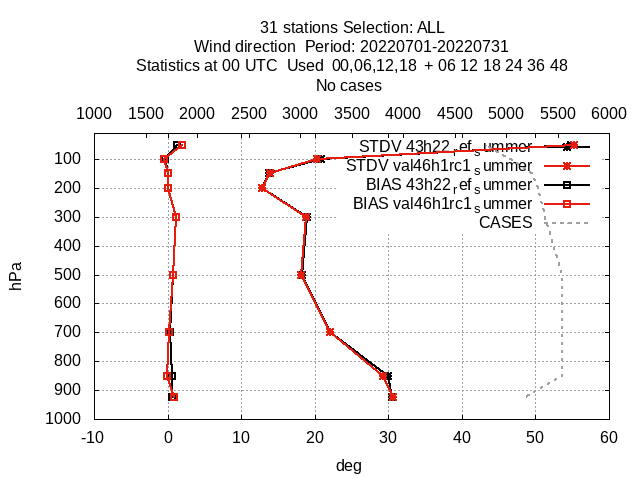 31 stations Selection: ALL
Wind direction  Period: 20220701-20220731
Statistics at 00 UTC  Used  00,06,12,18  + 06 12 18 24 36 48
No cases
1000 1500 2000 2500 3000 3500 4000 4500 5000 5500 6000
STDV 43h22_ref_summer
STDV val46h1rc1_summer
BIAS 43h22_ref_summer
BIAS val46h1rc1_summer
CASES
100
200
300
400
500
600
700
800
900
1000
hPa
-10 0 10 20 30 40 50 60
deg